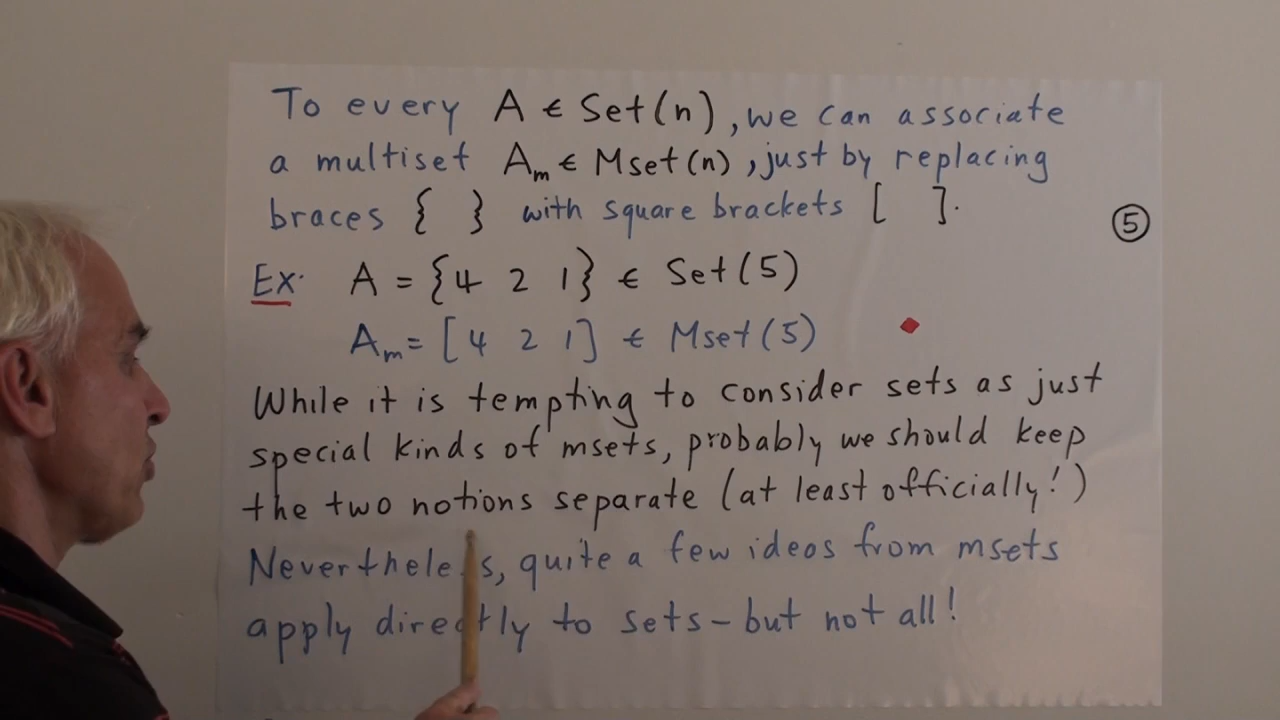 To every A ∈ Set(n), we can associate
a multiset Aₘ ∈ Mset(n), just by replacing
braces { } with square brackets [ ].
⑤
Ex. A = {4 2 1} ∈ Set(5)
Aₘ = [4 2 1] ∈ Mset(5)
While it is tempting to consider sets as just
special kinds of msets, probably we should keep
the two notions separate (at least officially!)
Nevertheless, quite a few ideas from msets
apply directly to sets – but not all!